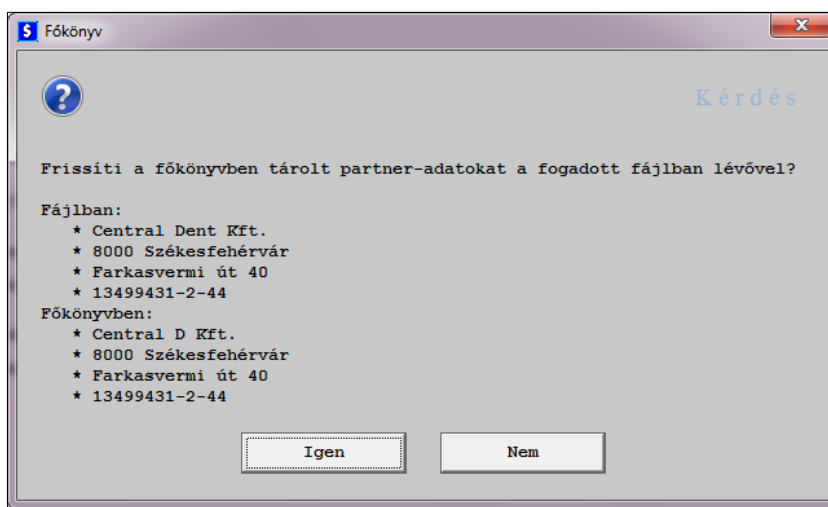 Főkönyv
Kérdés
Frissíti a főkönyvben tárolt partner-adatokat a fogadott fájlban lévővel?
Fájlban:
* Central Dent Kft.
* 8000 Székesfehérvár
* Farkasvermi út 40
* 13499431-2-44
Főkönyvben:
* Central D Kft.
* 8000 Székesfehérvár
* Farkasvermi út 40
* 13499431-2-44
Igen
Nem